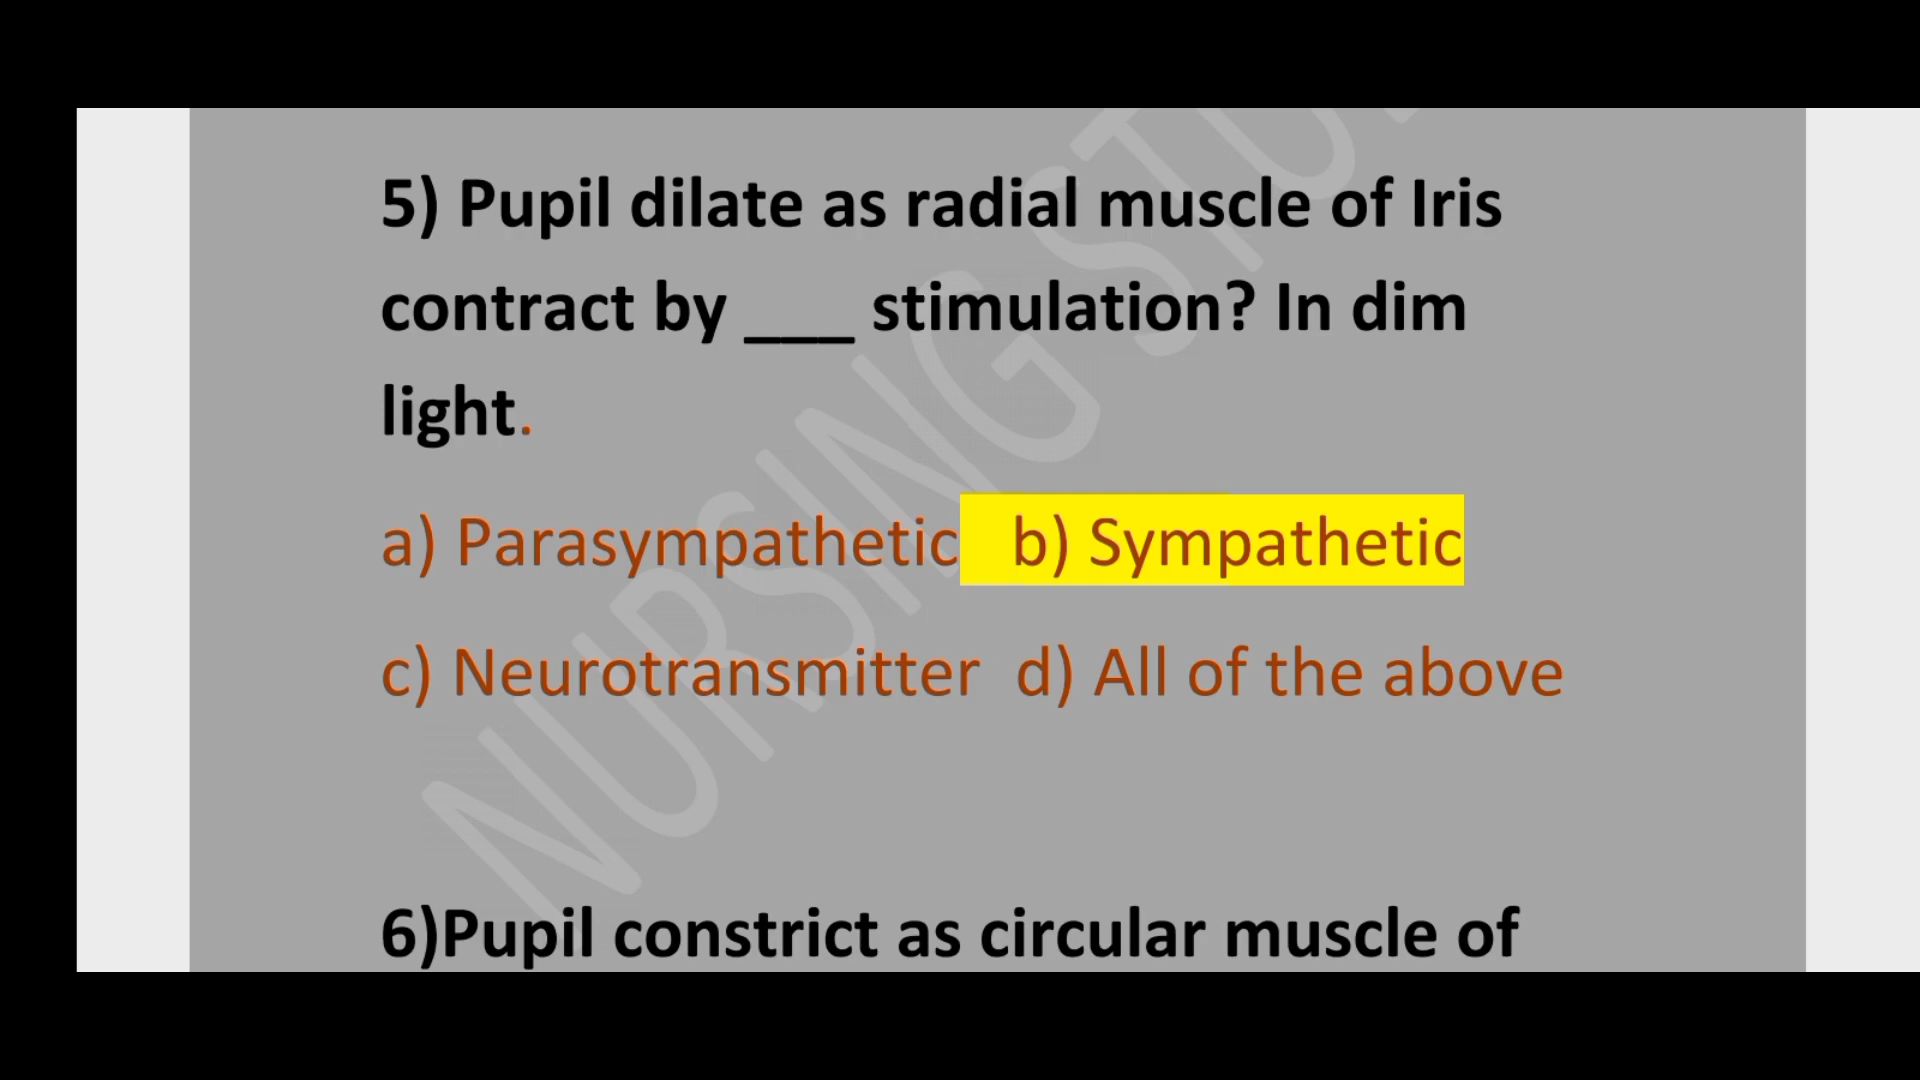 5) Pupil dilate as radial muscle of Iris
contract by ___ stimulation? In dim
light.
a) Parasympathetic b) Sympathetic
c) Neurotransmitter d) All of the above
6)Pupil constrict as circular muscle of
NURSING